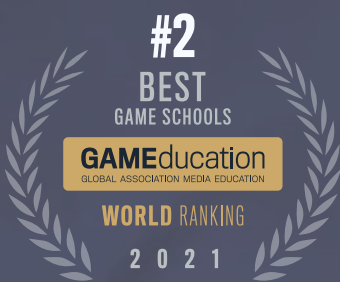 #2
BEST
GAME SCHOOLS
GAMEducation
GLOBAL ASSOCIATION MEDIA EDUCATION
WORLD RANKING
2021